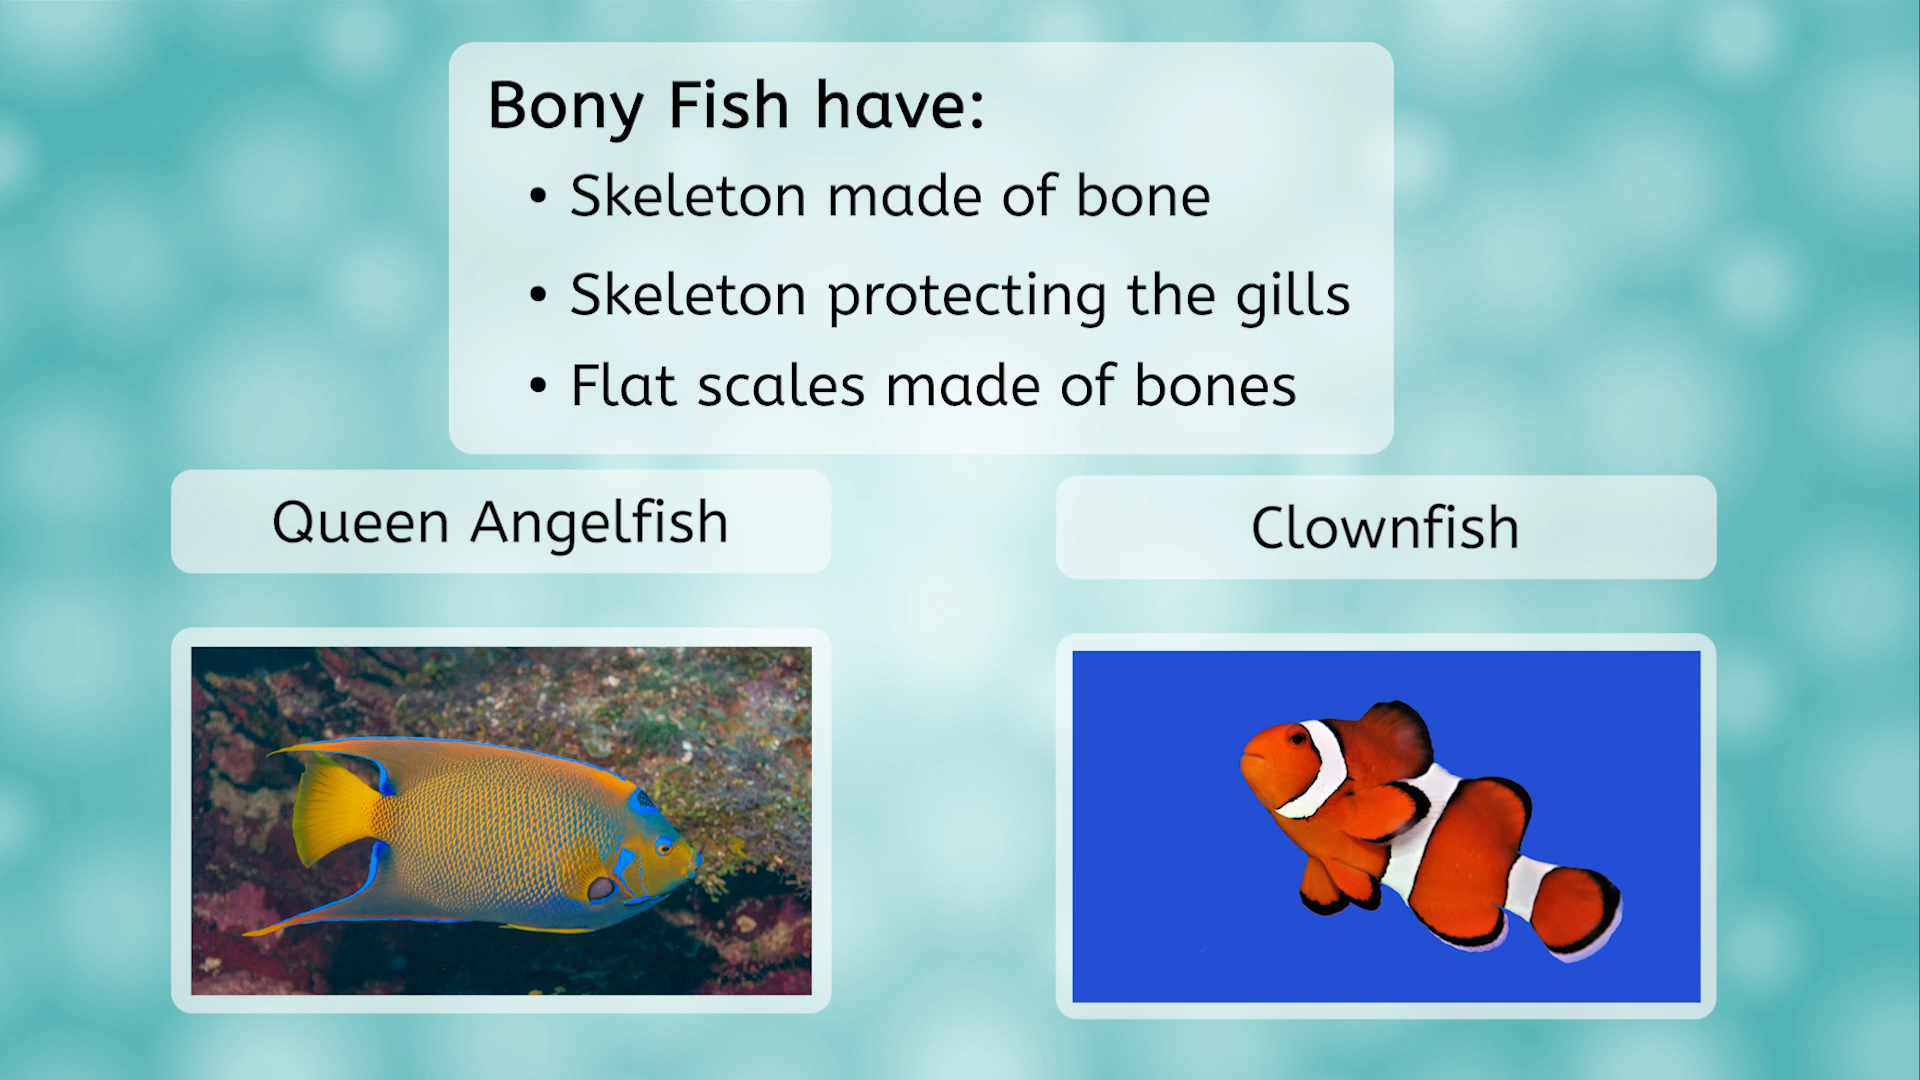 Bony Fish have:
• Skeleton made of bone
• Skeleton protecting the gills
• Flat scales made of bones
Queen Angelfish
Clownfish